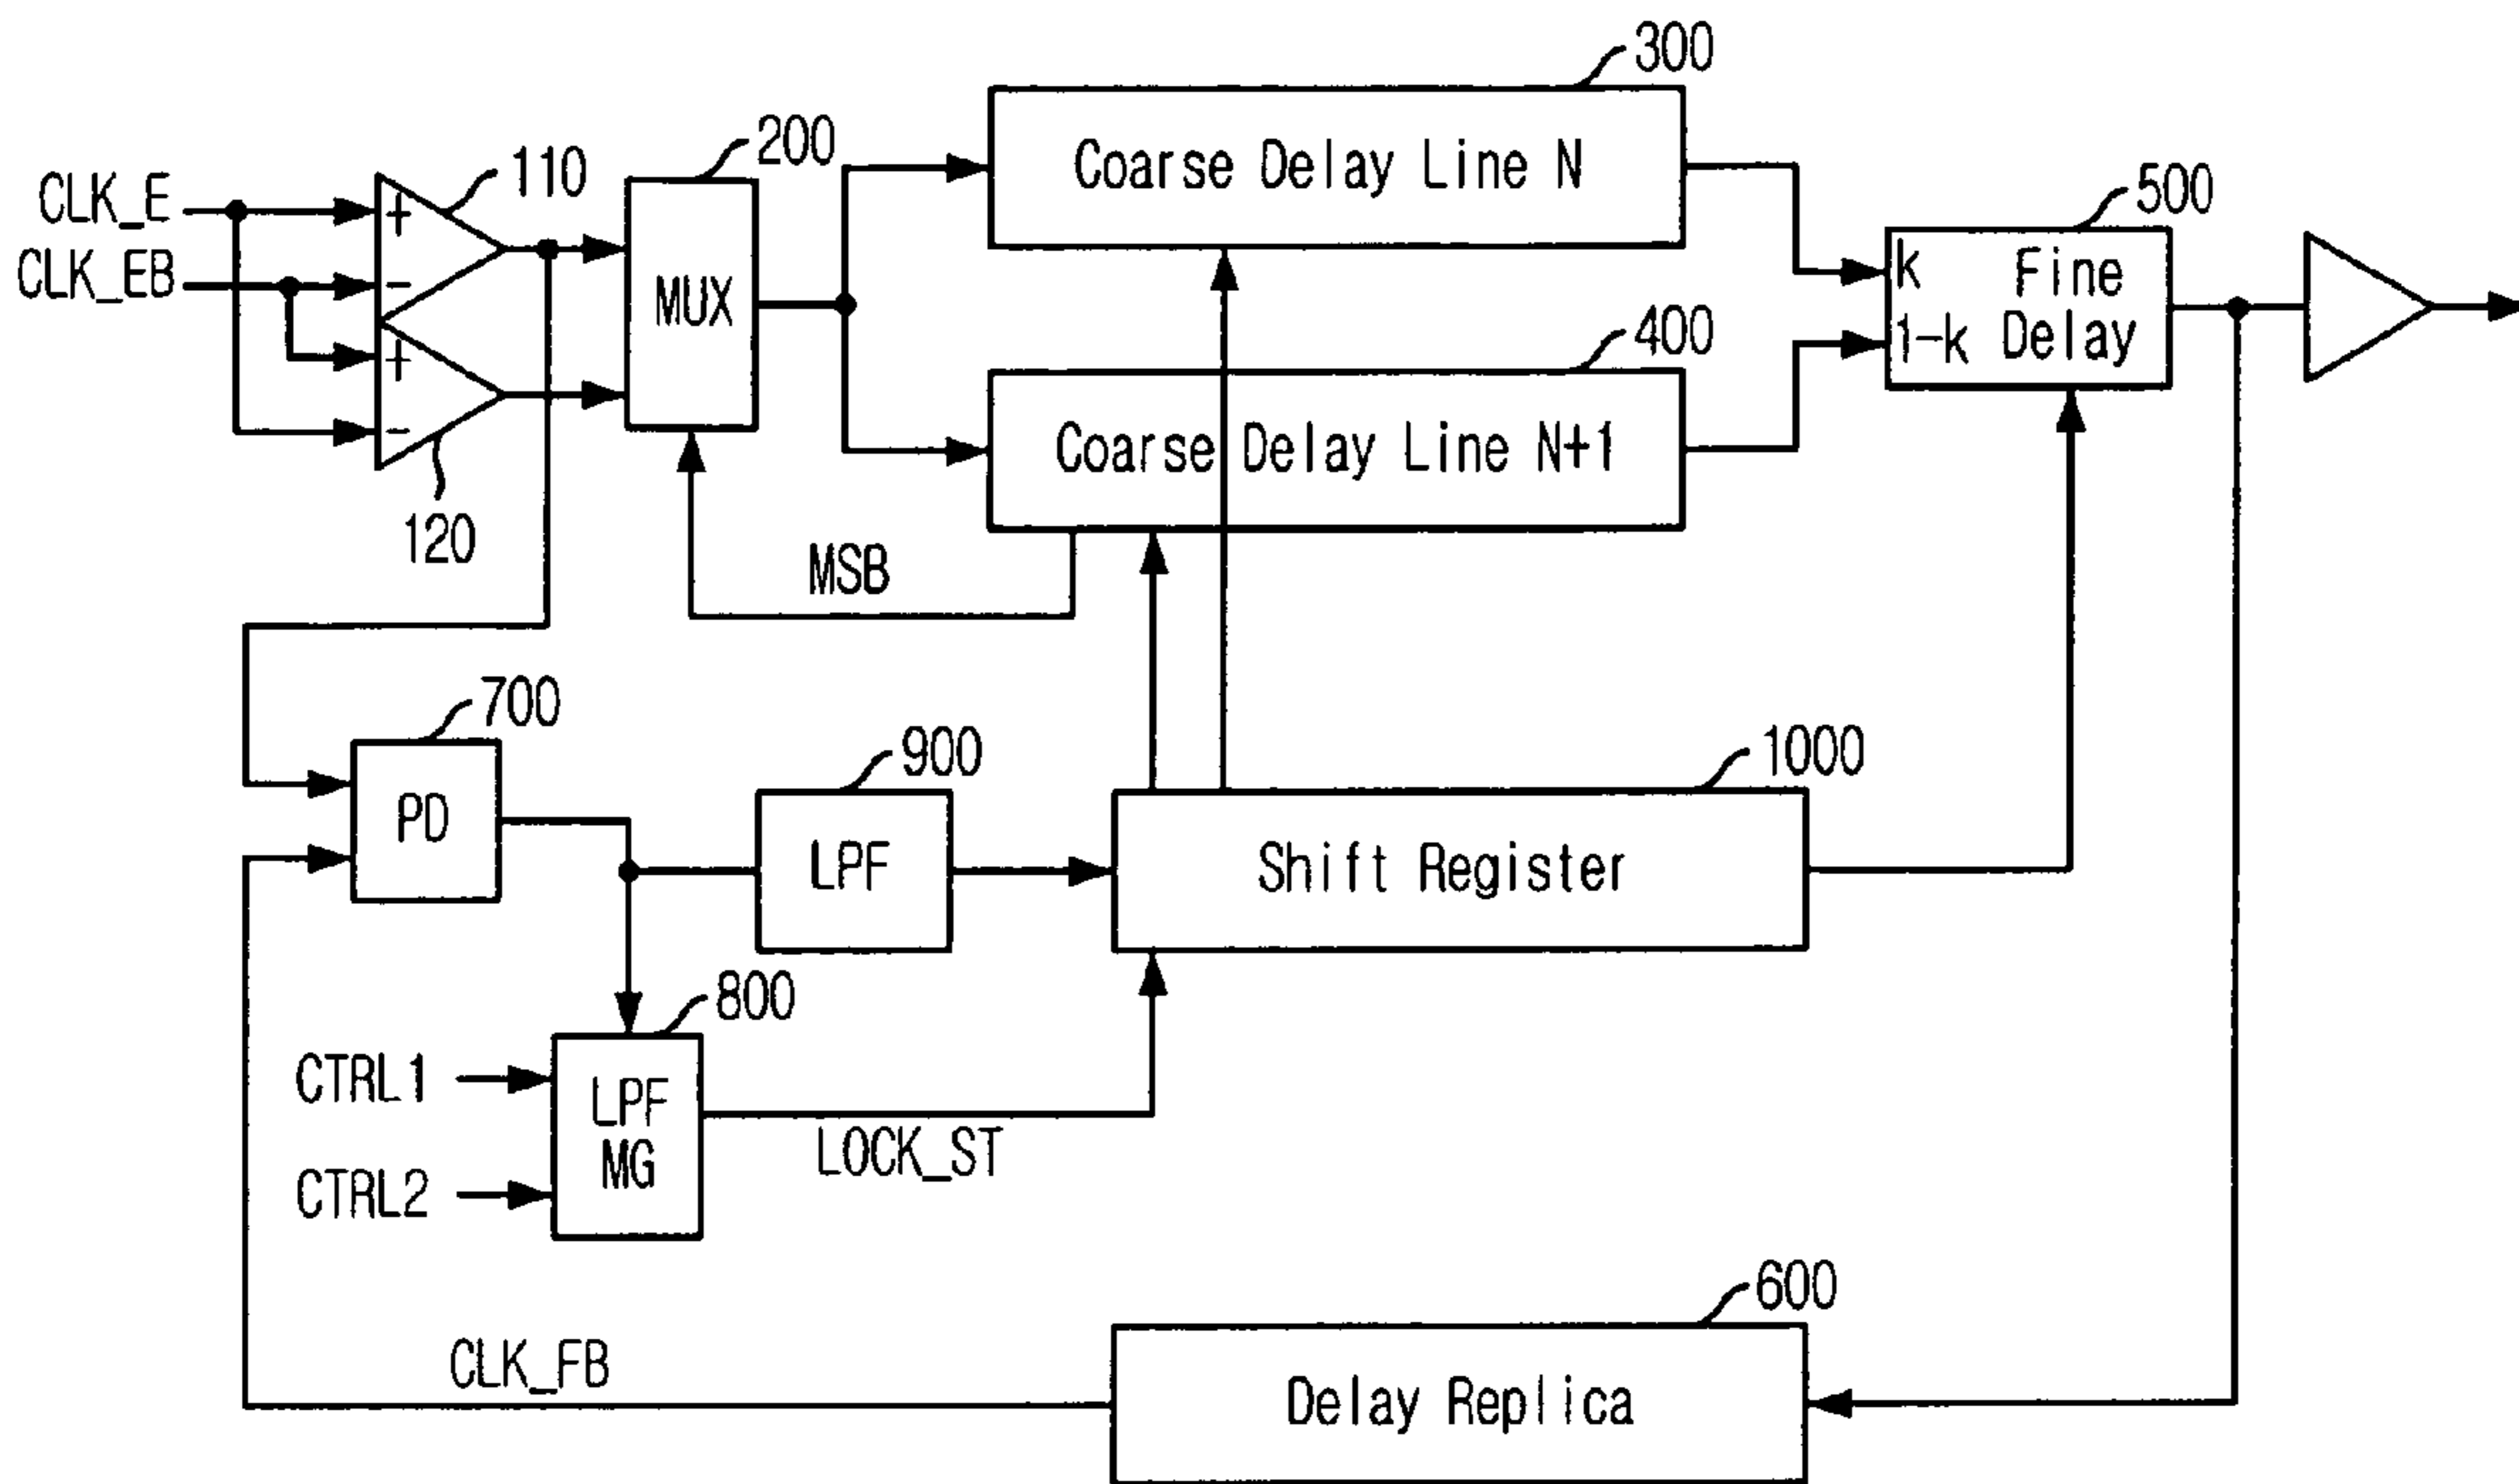 300
Coarse Delay Line N
200
110
CLK_E
+
CLK_EB
-
MUX
500
k
Fine
1-k
Delay
400
Coarse Delay Line N+1
+
-
120
MSB
700
PD
900
LPF
1000
Shift Register
800
CTRL1
LPF
MG
CTRL2
LOCK_ST
600
CLK_FB
Delay Replica